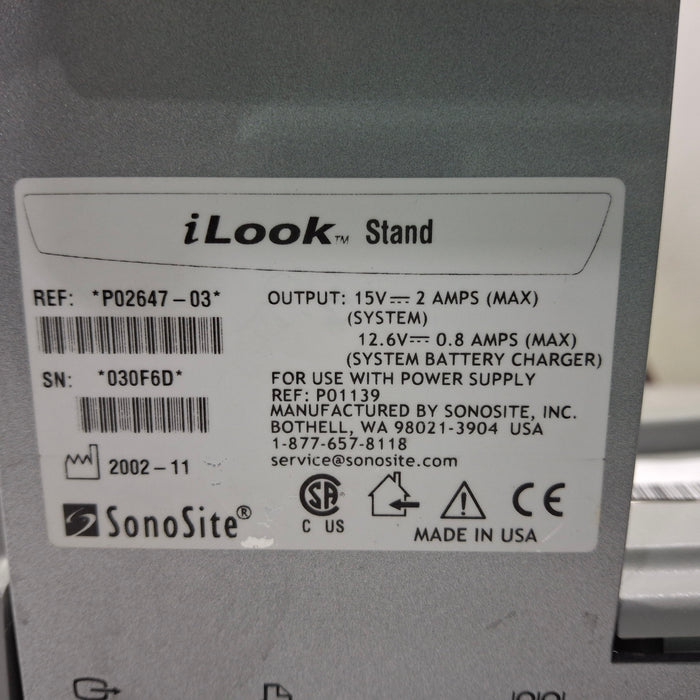 iLook™ Stand
REF: *P02647-03*
SN: *030F6D*
2002-11
SonoSite®
OUTPUT: 15V⎓ 2 AMPS (MAX)
(SYSTEM)
12.6V⎓ 0.8 AMPS (MAX)
(SYSTEM BATTERY CHARGER)
FOR USE WITH POWER SUPPLY
REF: P01139
MANUFACTURED BY SONOSITE, INC.
BOTHELL, WA 98021-3904 USA
1-877-657-8118
service@sonosite.com
SA
C US
CE
MADE IN USA